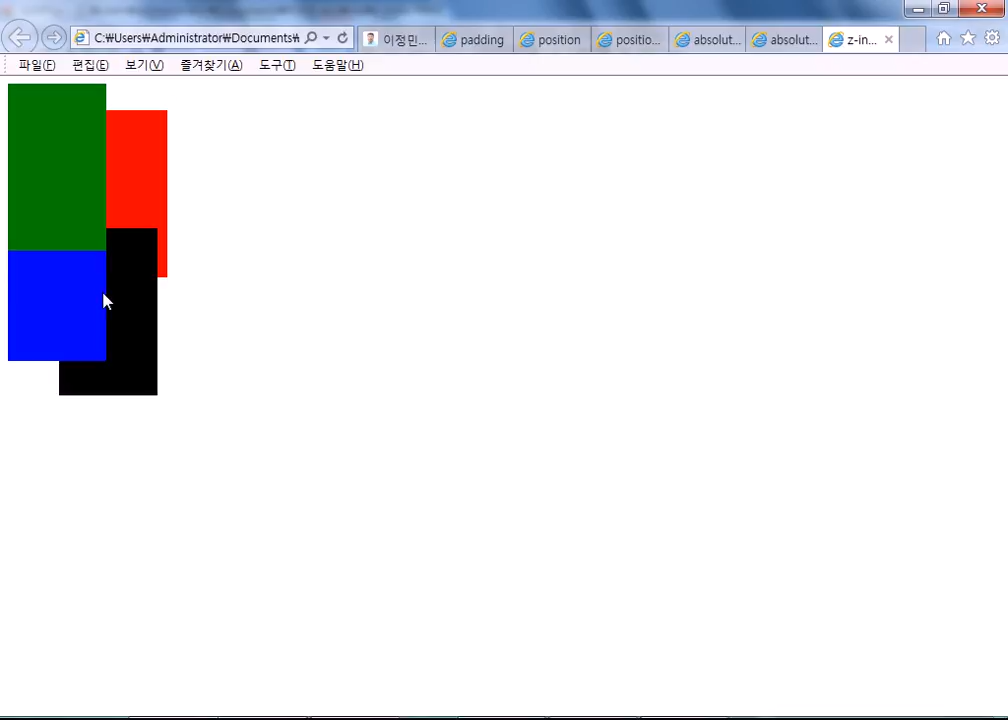 C:₩Users₩Administrator₩Documents₩
이정민...
padding
position
positio...
absolut...
absolut...
z-in...
파일(F) 편집(E) 보기(V) 즐겨찾기(A) 도구(T) 도움말(H)